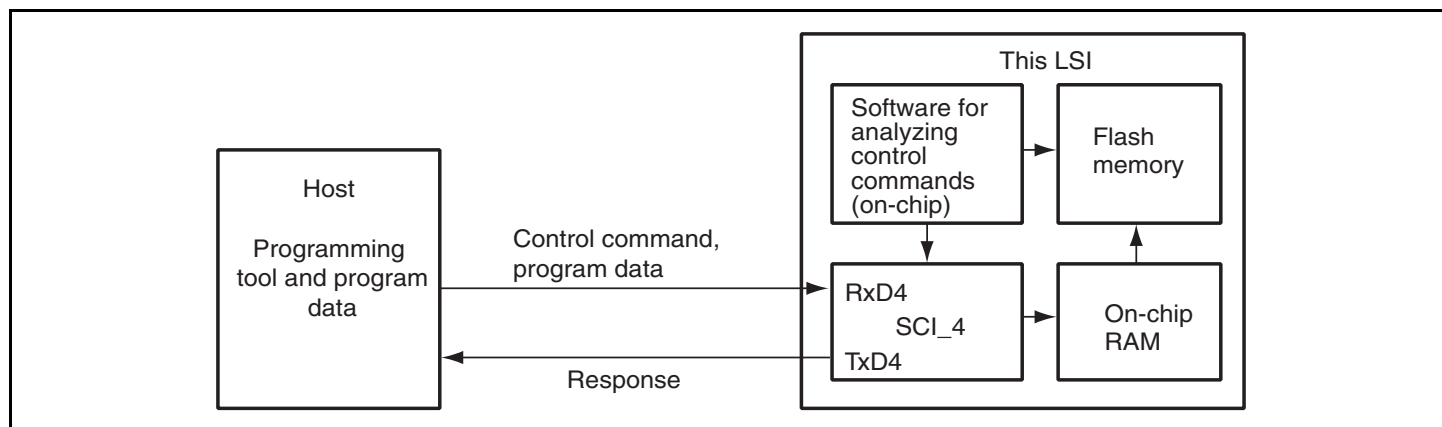 This LSI
Software for
analyzing
control
commands
(on-chip)
Flash
memory
Host
Programming
tool and program
data
Control command,
program data
RxD4
SCI_4
TxD4
On-chip
RAM
Response